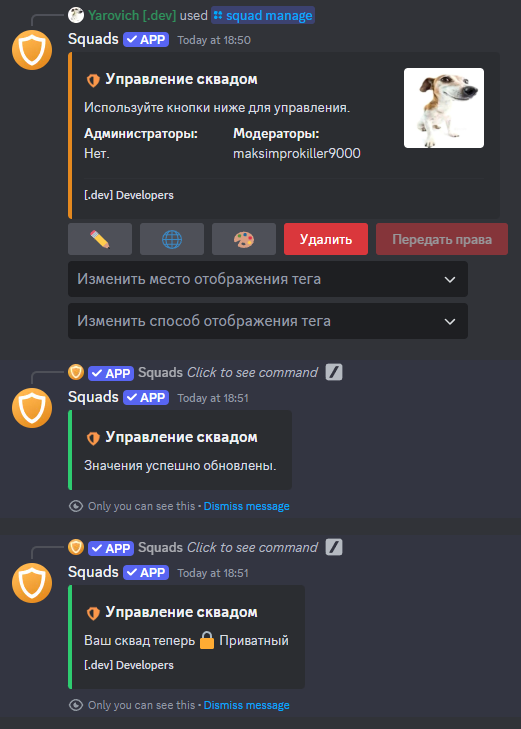 Yarovich [.dev] used squad manage
Squads APP Today at 18:50
Управление сквадом
Используйте кнопки ниже для управления.
Администраторы: Модераторы:
Нет. maksimprokiller9000
[.dev] Developers
Удалить Передать права
Изменить место отображения тега
Изменить способ отображения тега
APP Squads Click to see command
Squads APP Today at 18:51
Управление сквадом
Значения успешно обновлены.
Only you can see this • Dismiss message
APP Squads Click to see command
Squads APP Today at 18:51
Управление сквадом
Ваш сквад теперь 🔒 Приватный
[.dev] Developers
Only you can see this • Dismiss message